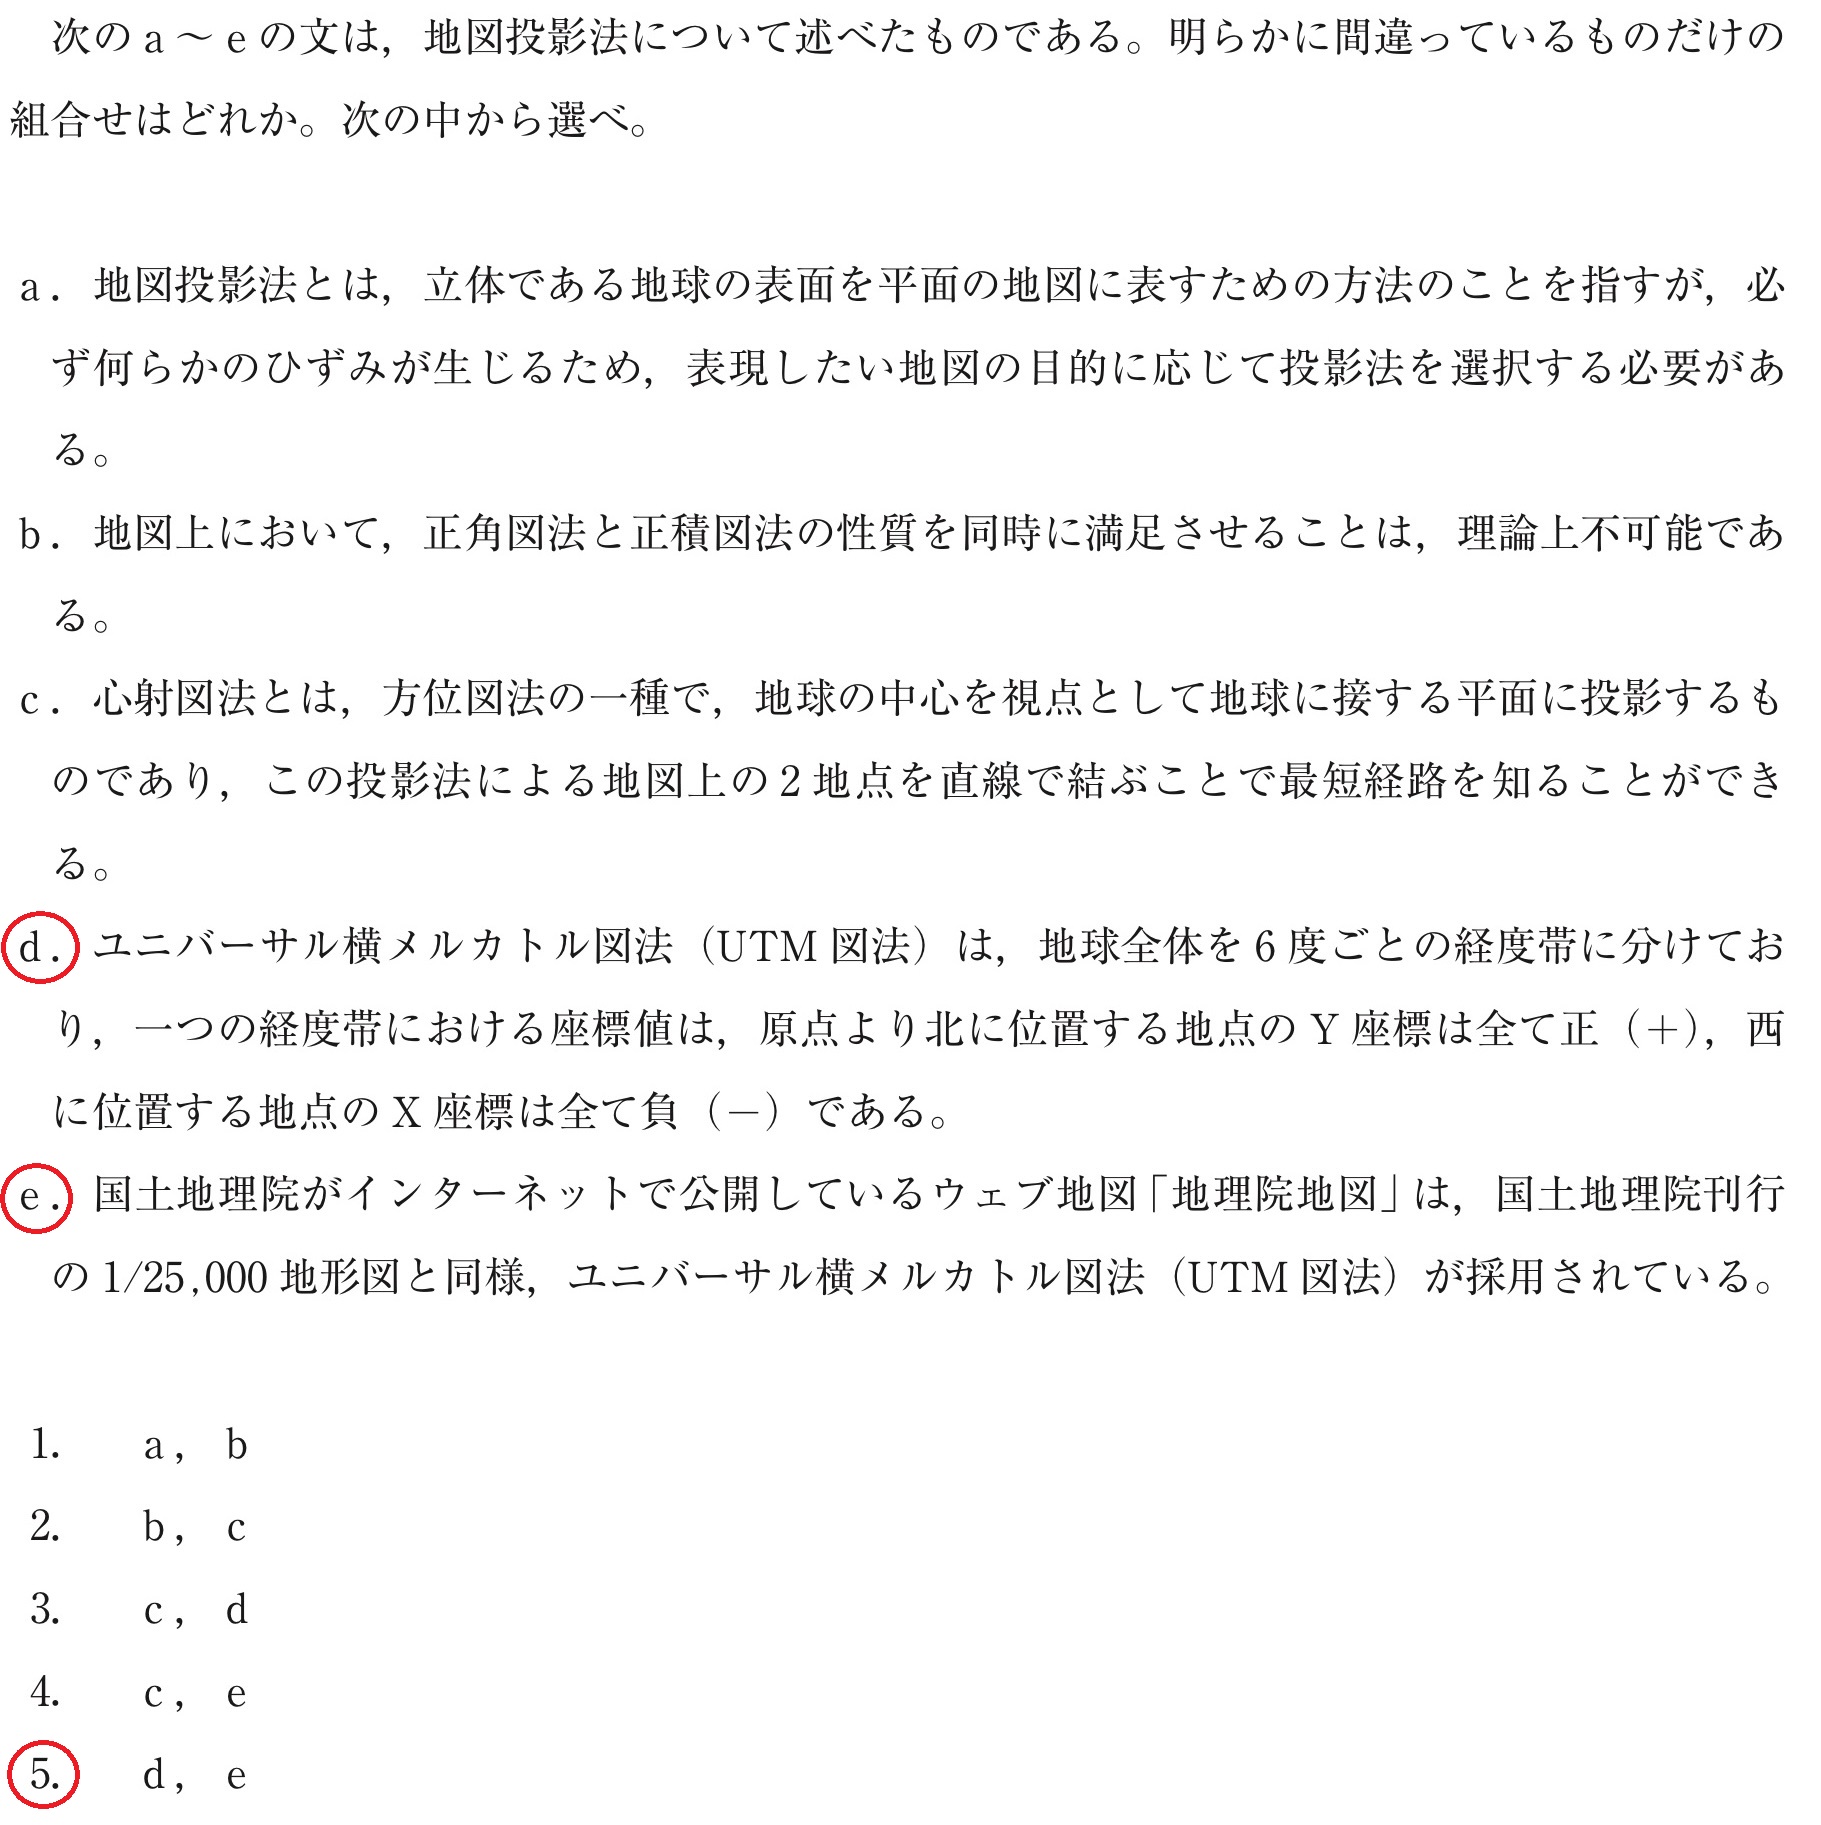 次の a ～ e の文は，地図投影法について述べたものである。明らかに間違っているものだけの
組合せはどれか。次の中から選べ。
a．地図投影法とは，立体である地球の表面を平面の地図に表すための方法のことを指すが，必
ず何らかのひずみが生じるため，表現したい地図の目的に応じて投影法を選択する必要があ
る。
b．地図上において，正角図法と正積図法の性質を同時に満足させることは，理論上不可能であ
る。
c．心射図法とは，方位図法の一種で，地球の中心を視点として地球に接する平面に投影するも
のであり，この投影法による地図上の 2 地点を直線で結ぶことで最短経路を知ることができ
る。
d．ユニバーサル横メルカトル図法（UTM 図法）は，地球全体を 6 度ごとの経度帯に分けてお
り，一つの経度帯における座標値は，原点より北に位置する地点の Y 座標は全て正（＋），西
に位置する地点の X 座標は全て負（－）である。
e．国土地理院がインターネットで公開しているウェブ地図「地理院地図」は，国土地理院刊行
の 1/25,000 地形図と同様，ユニバーサル横メルカトル図法（UTM 図法）が採用されている。
1. a， b
2. b， c
3. c， d
4. c， e
5. d， e